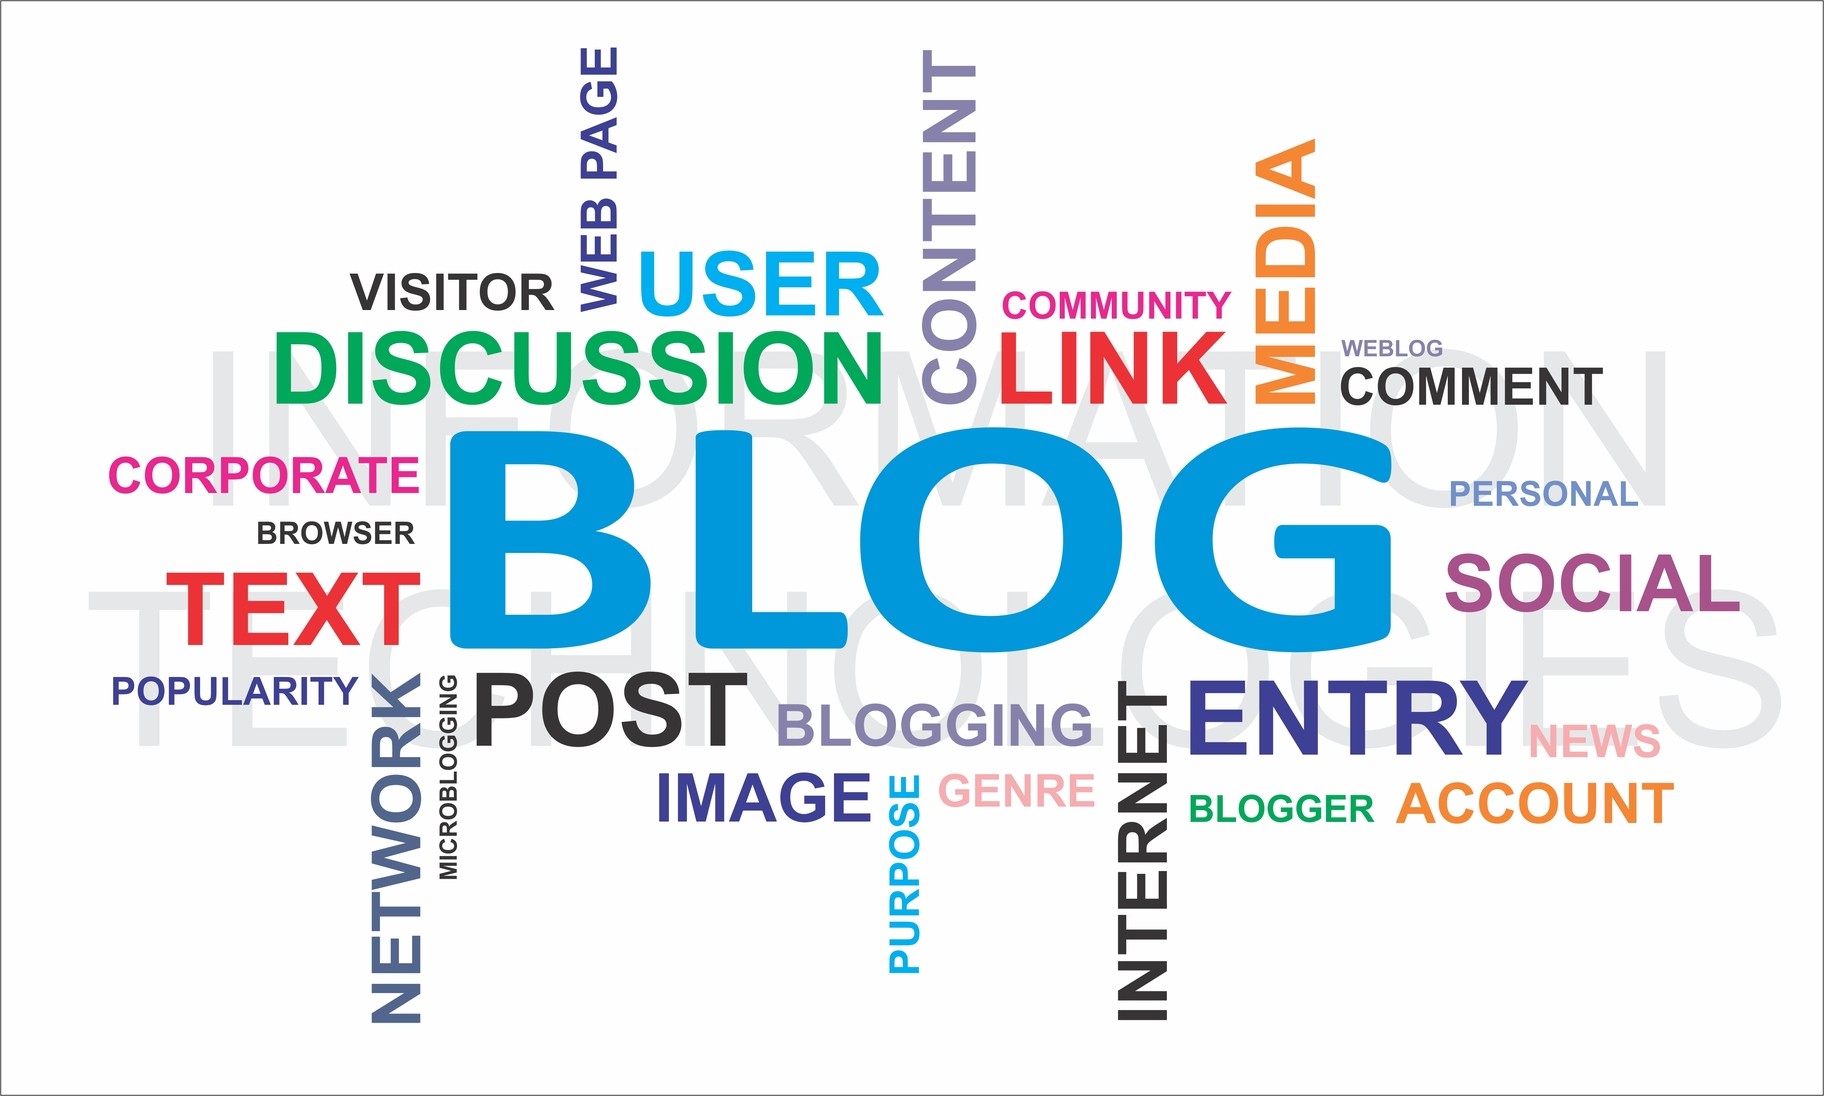 WEB PAGE
CONTENT
MEDIA
VISITOR
USER
COMMUNITY
DISCUSSION
LINK
WEBLOG
COMMENT
INFORMATION
BLOG
CORPORATE
PERSONAL
BROWSER
SOCIAL
TEXT
TECHNOLOGIES
POPULARITY
NETWORK
MICROBLOGGING
POST
BLOGGING
INTERNET
ENTRY
NEWS
IMAGE
PURPOSE
GENRE
BLOGGER
ACCOUNT